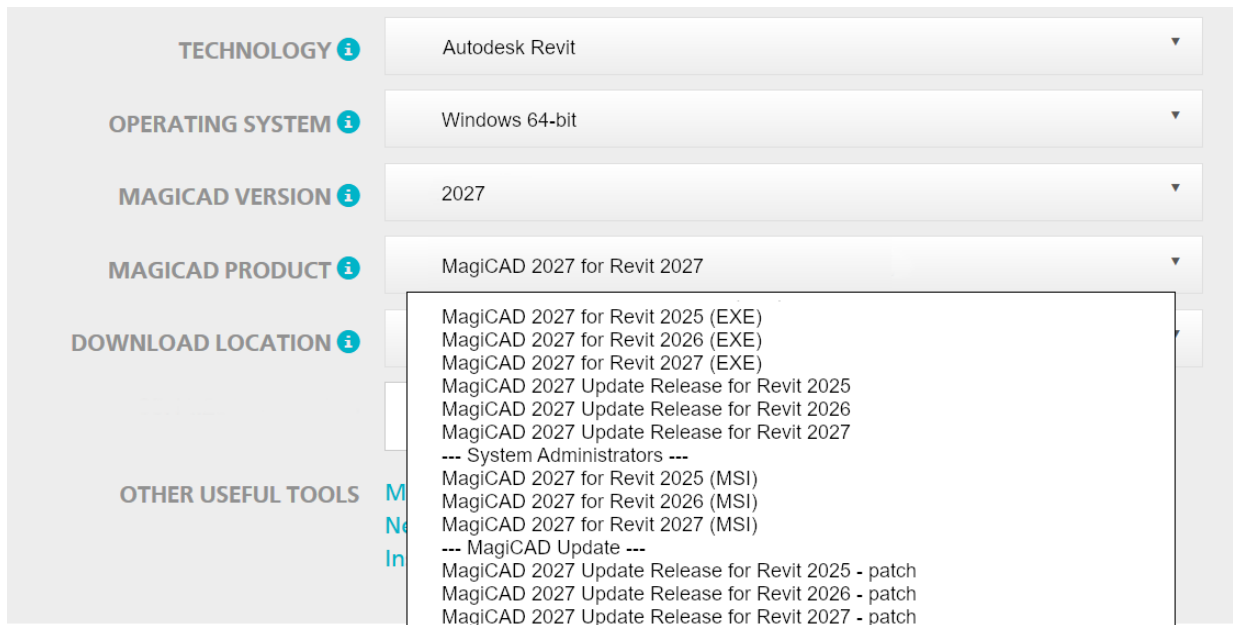 TECHNOLOGY
Autodesk Revit
OPERATING SYSTEM
Windows 64-bit
MAGICAD VERSION
2027
MAGICAD PRODUCT
MagiCAD 2027 for Revit 2027
DOWNLOAD LOCATION
MagiCAD 2027 for Revit 2025 (EXE)
MagiCAD 2027 for Revit 2026 (EXE)
MagiCAD 2027 for Revit 2027 (EXE)
MagiCAD 2027 Update Release for Revit 2025
MagiCAD 2027 Update Release for Revit 2026
MagiCAD 2027 Update Release for Revit 2027
--- System Administrators ---
MagiCAD 2027 for Revit 2025 (MSI)
MagiCAD 2027 for Revit 2026 (MSI)
MagiCAD 2027 for Revit 2027 (MSI)
--- MagiCAD Update ---
MagiCAD 2027 Update Release for Revit 2025 - patch
MagiCAD 2027 Update Release for Revit 2026 - patch
MagiCAD 2027 Update Release for Revit 2027 - patch
OTHER USEFUL TOOLS